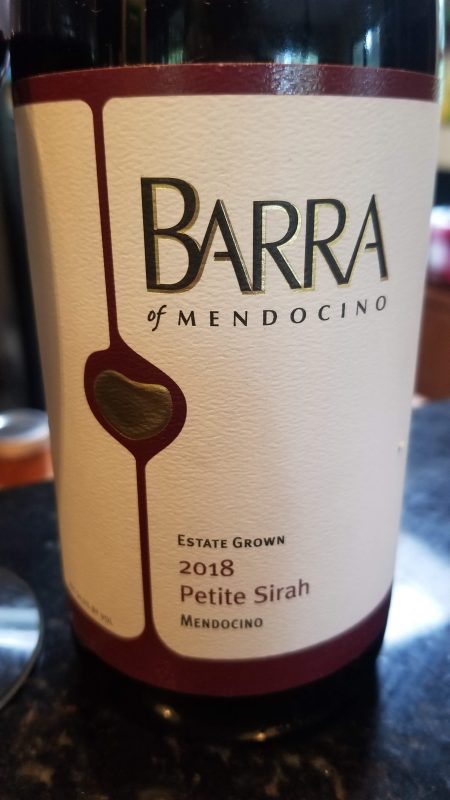 BARRA
of MENDOCINO
ESTATE GROWN
2018
Petite Sirah
MENDOCINO